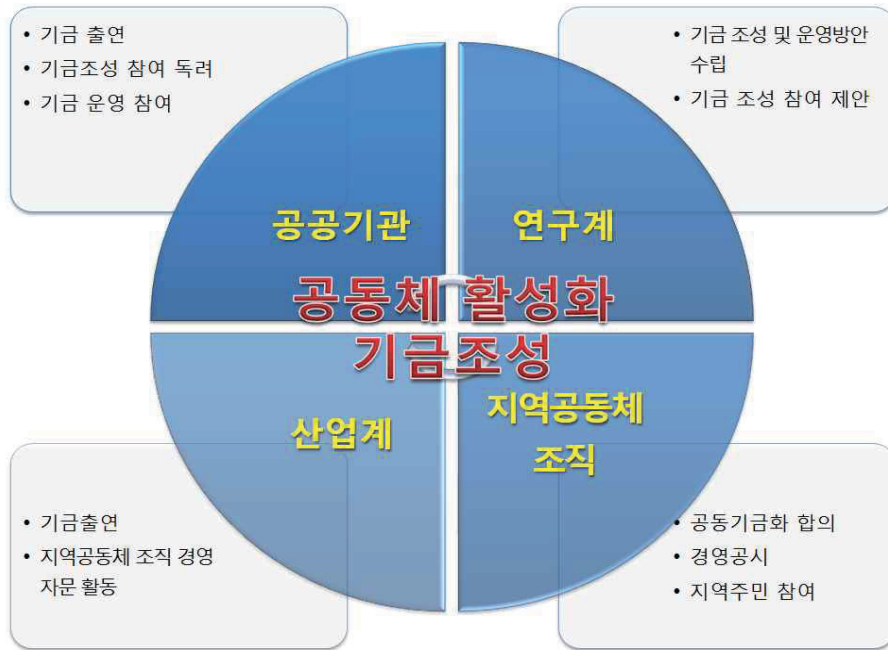 • 기금 출연
• 기금조성 참여 독려
• 기금 운영 참여
• 기금 조성 및 운영방안
수립
• 기금 조성 참여 제안
공공기관
연구계
공동체 활성화
기금조성
산업계
지역공동체
조직
• 기금출연
• 지역공동체 조직 경영
자문 활동
• 공동기금화 합의
• 경영공시
• 지역주민 참여